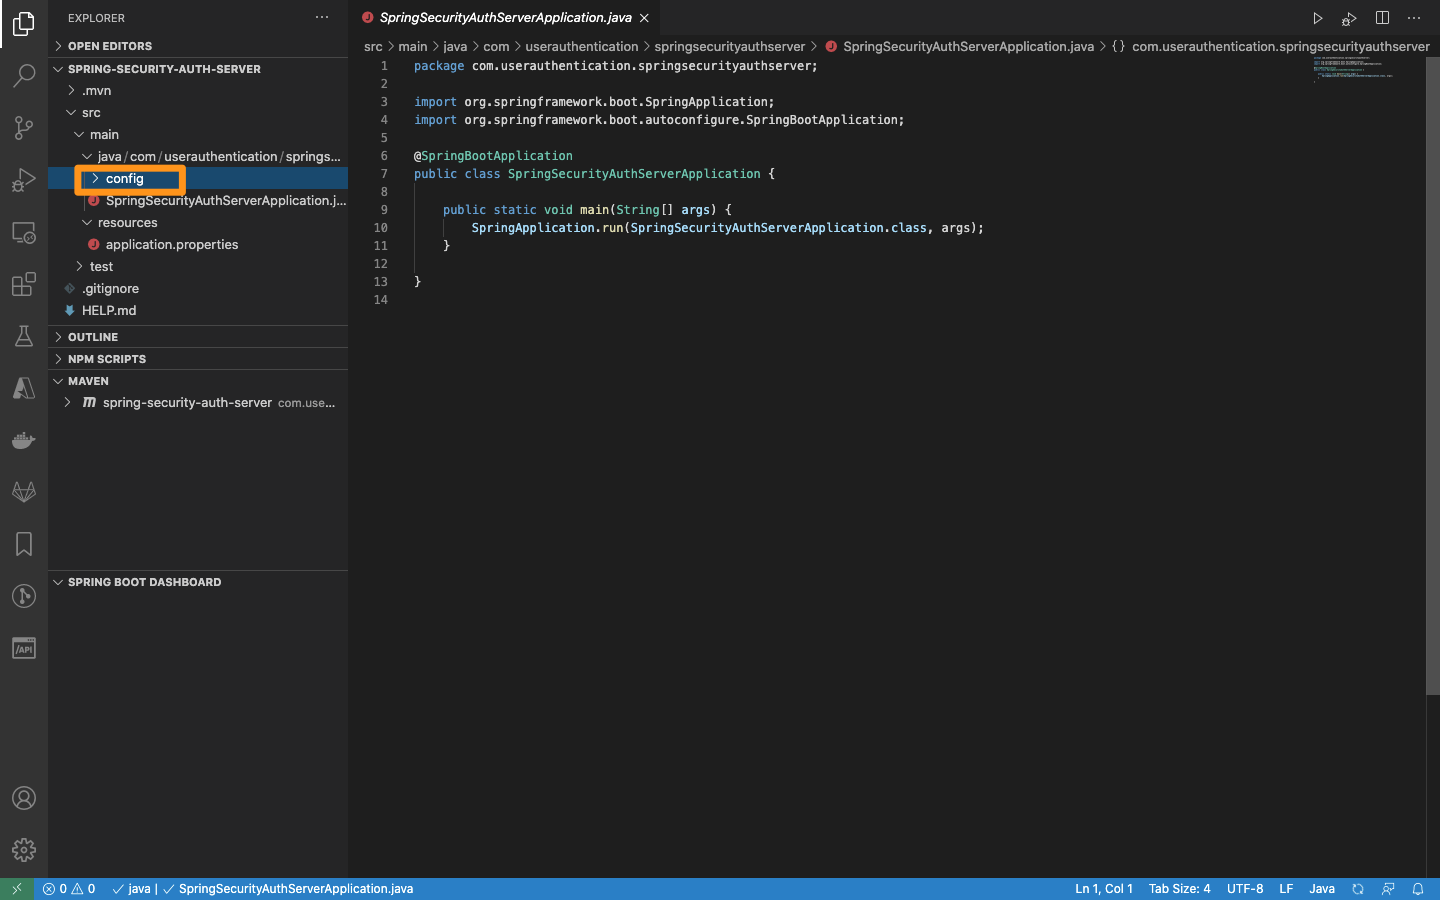 EXPLORER
OPEN EDITORS
SPRING-SECURITY-AUTH-SERVER
.mvn
src
main
java/com/userauthentication/springs...
config
SpringSecurityAuthServerApplication.j...
resources
application.properties
test
.gitignore
HELP.md
OUTLINE
NPM SCRIPTS
MAVEN
m spring-security-auth-server com.use...
SPRING BOOT DASHBOARD
/API
SpringSecurityAuthServerApplication.java
src > main > java > com > userauthentication > springsecurityauthserver > SpringSecurityAuthServerApplication.java > {} com.userauthentication.springsecurityauthserver
1 package com.userauthentication.springsecurityauthserver;
2
3 import org.springframework.boot.SpringApplication;
4 import org.springframework.boot.autoconfigure.SpringBootApplication;
5
6 @SpringBootApplication
7 public class SpringSecurityAuthServerApplication {
8
9 public static void main(String[] args) {
10 SpringApplication.run(SpringSecurityAuthServerApplication.class, args);
11 }
12
13 }
14
0 0 java | SpringSecurityAuthServerApplication.java
Ln 1, Col 1 Tab Size: 4 UTF-8 LF Java